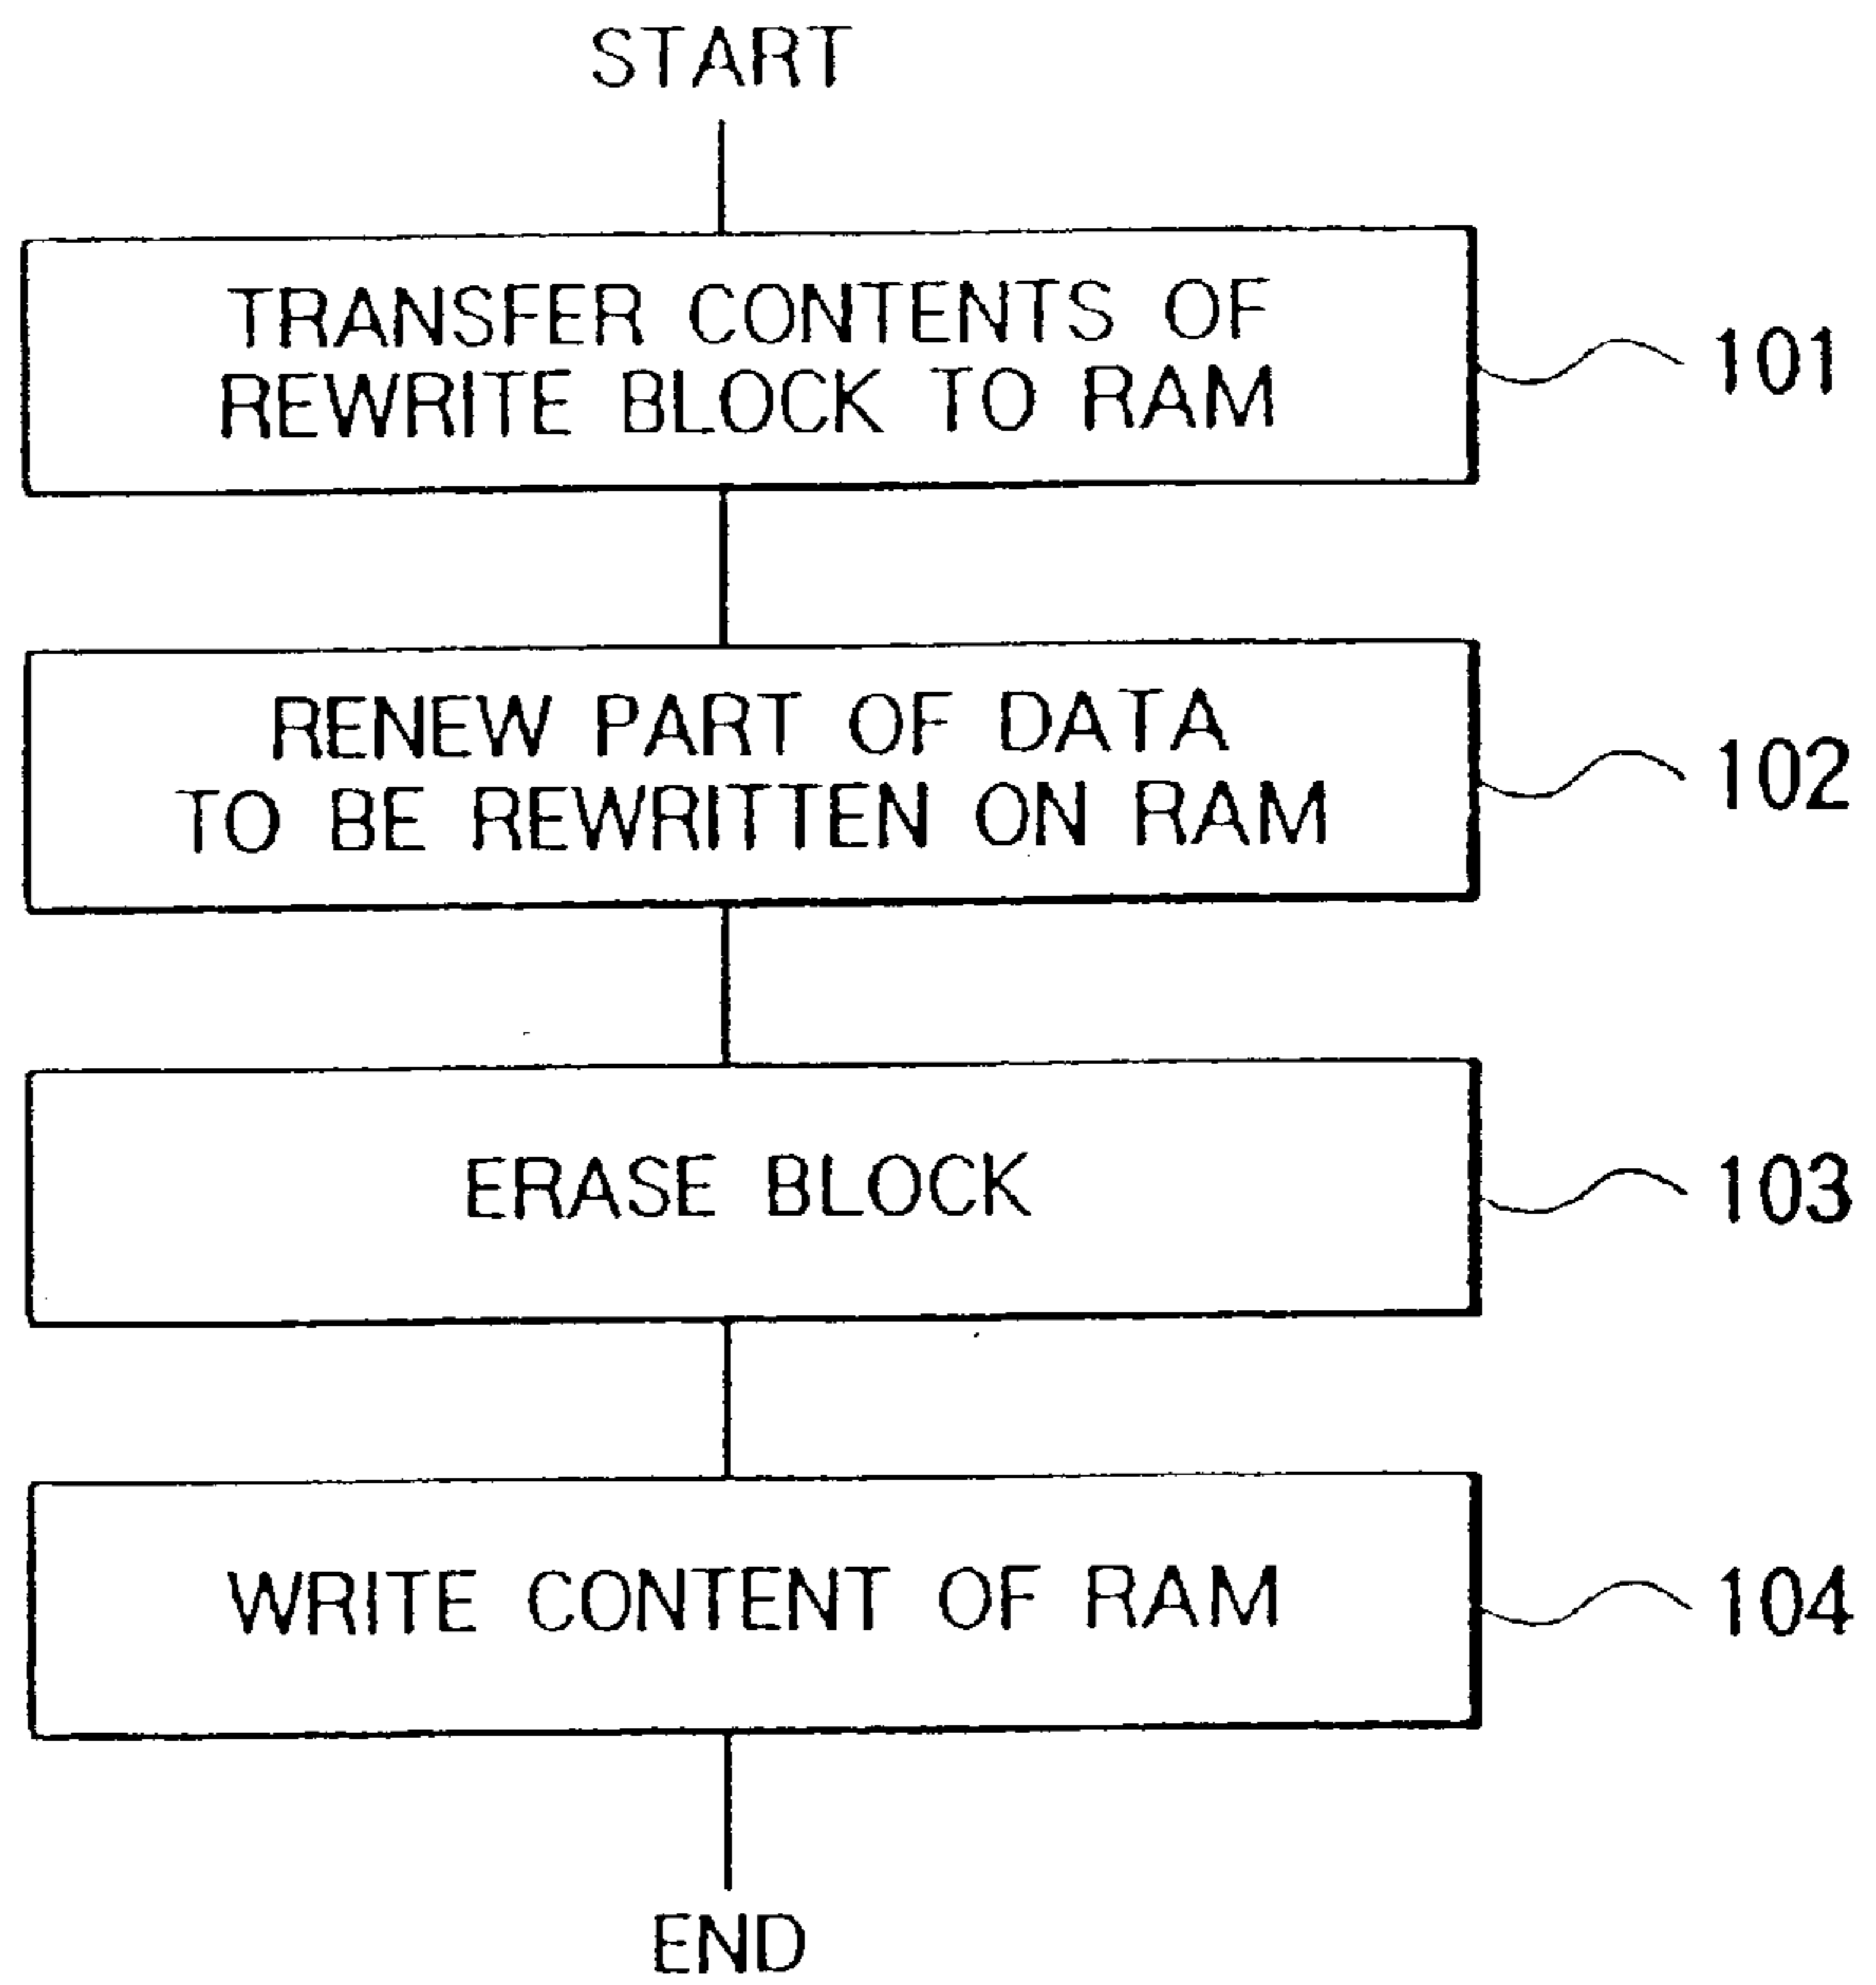 START
TRANSFER CONTENTS OF
REWRITE BLOCK TO RAM
101
RENEW PART OF DATA
TO BE REWRITTEN ON RAM
102
ERASE BLOCK
103
WRITE CONTENT OF RAM
104
END